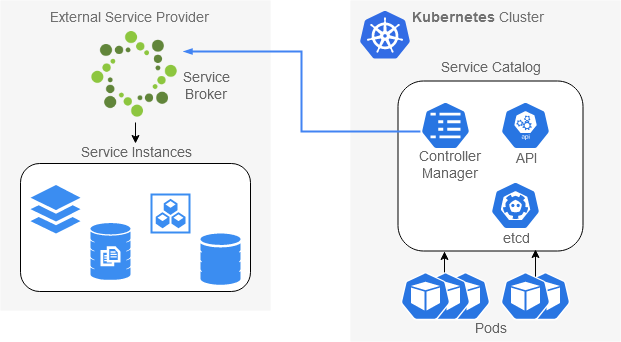 External Service Provider
Service
Broker
Service Instances
Kubernetes Cluster
Service Catalog
Controller
Manager
api
API
etcd
Pods